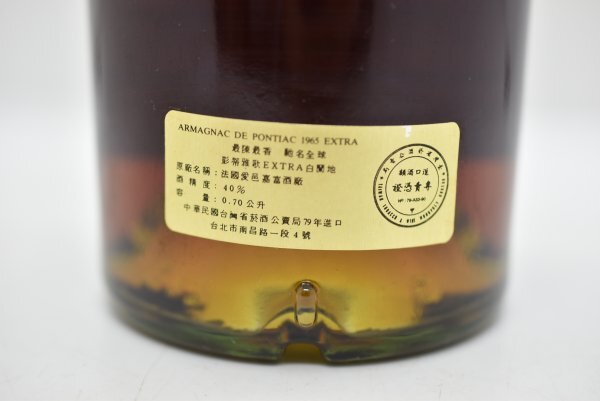 ARMAGNAC DE PONTIAC 1965 EXTRA
最陳最香 馳名全球
彭蒂雅歌EXTRA白蘭地
原廠名稱：法國愛邑嘉富酒廠
酒精度：40%
容量：0.70公升
中華民國台灣省菸酒公賣局79年進口
台北市南昌路一段4號